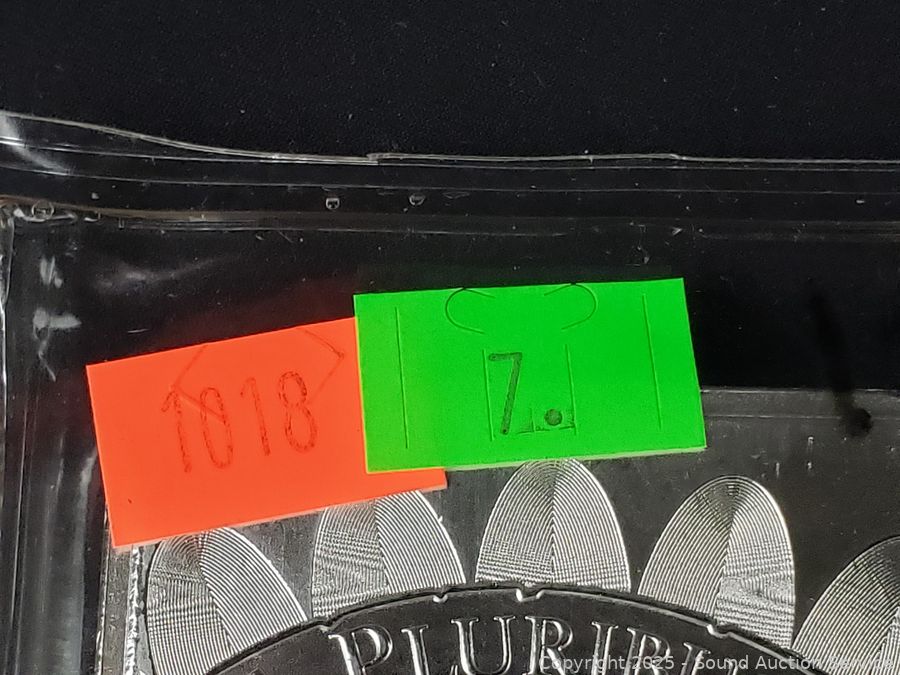 1018
7.
PLURIBU
Copyright 2025 - Sound Auction Service